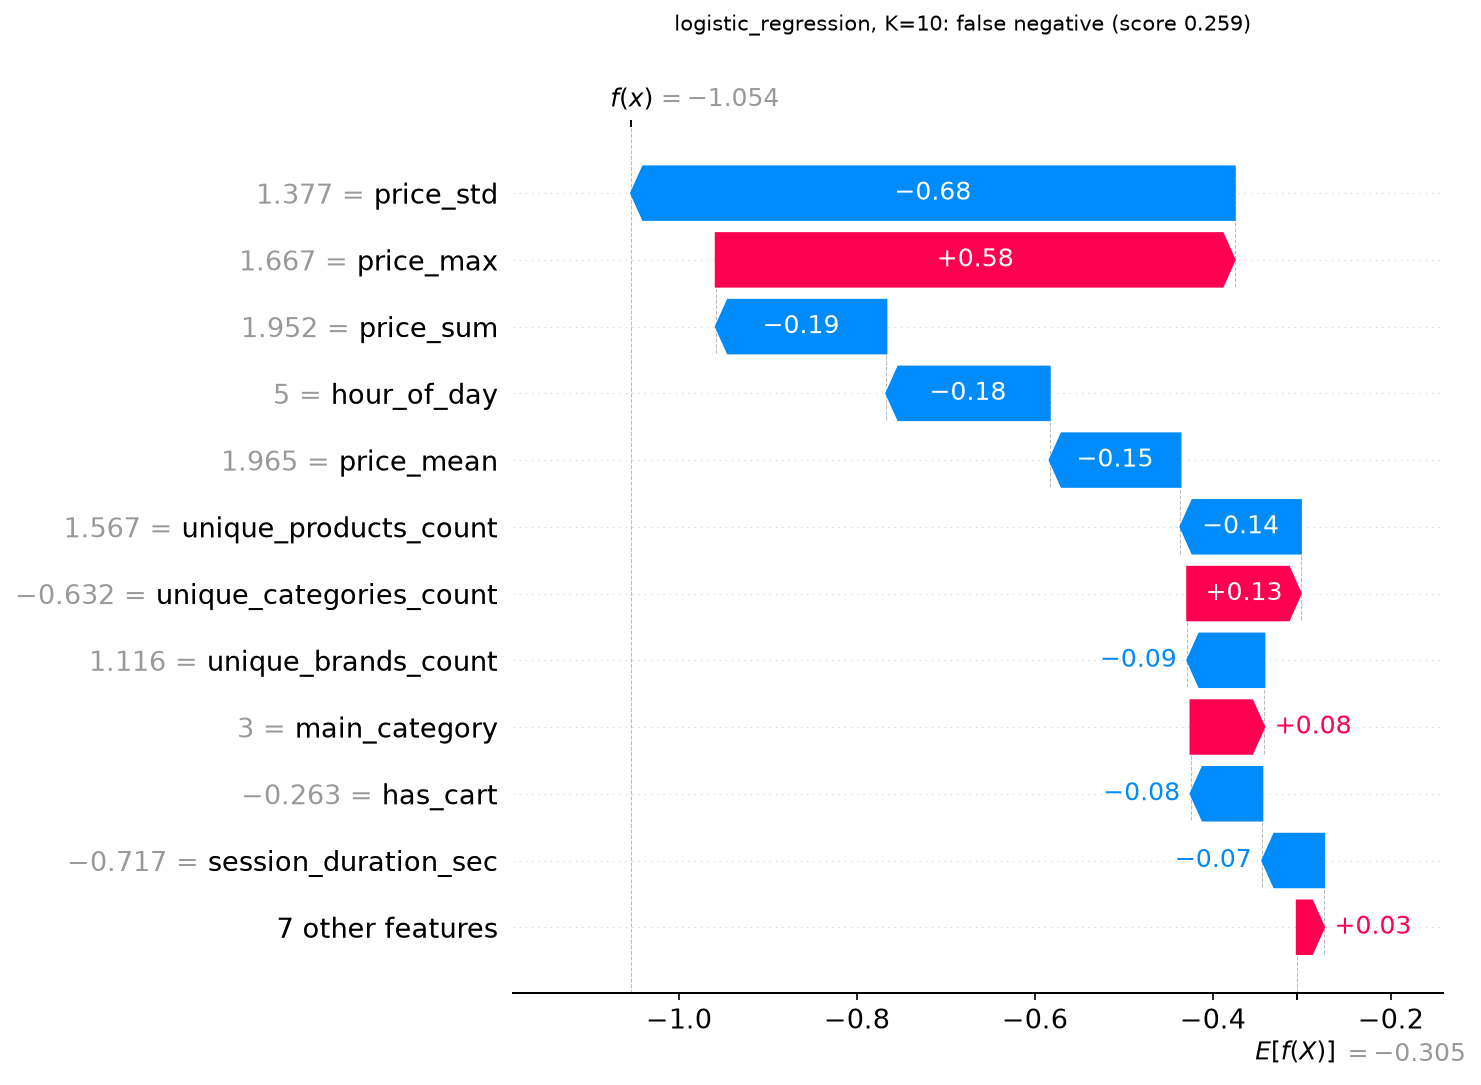 logistic_regression, K=10: false negative (score 0.259)
f(x) = −1.054
1.377 = price_std −0.68
1.667 = price_max +0.58
1.952 = price_sum −0.19
5 = hour_of_day −0.18
1.965 = price_mean −0.15
1.567 = unique_products_count −0.14
−0.632 = unique_categories_count +0.13
1.116 = unique_brands_count −0.09
3 = main_category +0.08
−0.263 = has_cart −0.08
−0.717 = session_duration_sec −0.07
7 other features +0.03
−1.0 −0.8 −0.6 −0.4 −0.2
E[f(X)] = −0.305